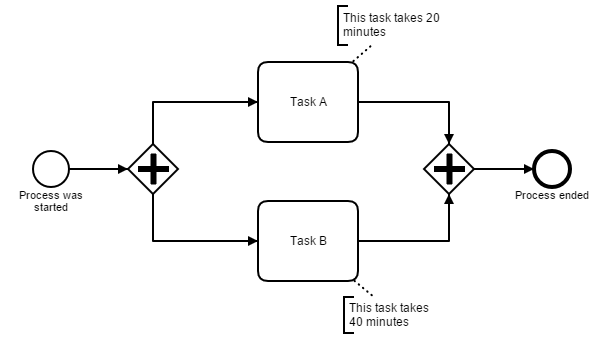 This task takes 20
minutes
Task A
Process was
started
Process ended
Task B
This task takes
40 minutes